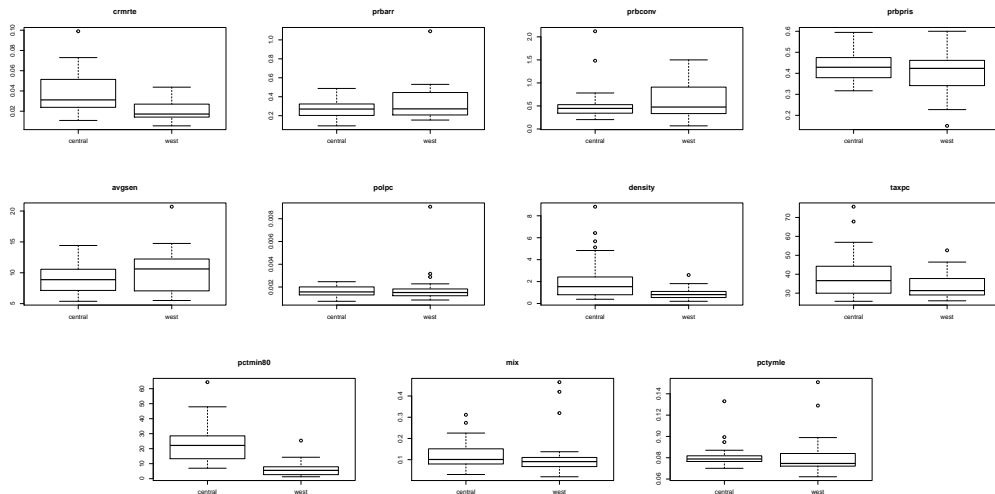 crmrte
prbarr
prbconv
prbpris
0.02 0.04 0.06 0.08 0.10
0.2 0.6 1.0 1.4
0.0 0.5 1.0 1.5 2.0
0.2 0.3 0.4 0.5 0.6
central west
central west
central west
central west
avgsen
polpc
density
taxpc
5 10 15 20
0.002 0.004 0.006 0.008
0 2 4 6 8
30 40 50 60 70
central west
central west
central west
central west
pctmin80
mix
pctymle
0 10 20 30 40 50 60
0.1 0.2 0.3 0.4
0.06 0.08 0.10 0.12 0.14
central west
central west
central west